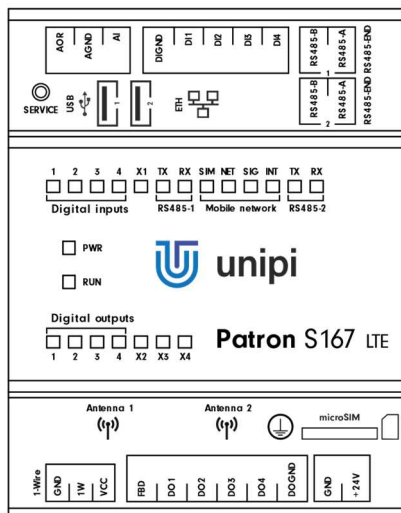 AOR AGND AI DIGND DI1 DI2 DI3 DI4 RS485-B RS485-A RS485-END
1
SERVICE USB 1 2 ETH RS485-B RS485-A RS485-END
2
1 2 3 4 X1 TX RX SIM NET SIG INT TX RX
Digital inputs RS485-1 Mobile network RS485-2
PWR
RUN
unipi
Digital outputs
Patron S167 LTE
1 2 3 4 X2 X3 X4
Antenna 1 Antenna 2 microSIM
1-Wire GND 1W VCC FBD DO1 DO2 DO3 DO4 DOGND GND +24V